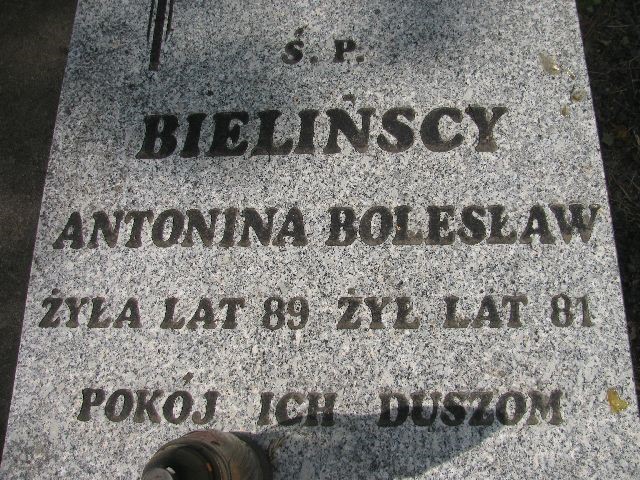 Ś. P.
BIELIŃSCY
ANTONINA BOLESŁAW
ŻYŁA LAT 89 ŻYŁ LAT 81
POKÓJ ICH DUSZOM